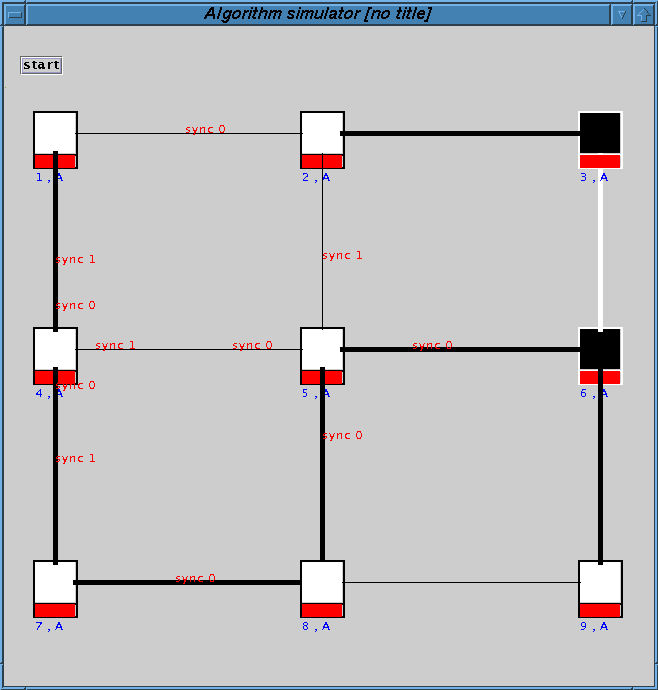 Algorithm simulator [no title]
start
sync 0
1 , A
2 , A
3 , A
sync 1
sync 1
sync 0
sync 1
sync 0
sync 0
sync 0
4 , A
5 , A
6 , A
sync 0
sync 1
sync 0
7 , A
8 , A
9 , A